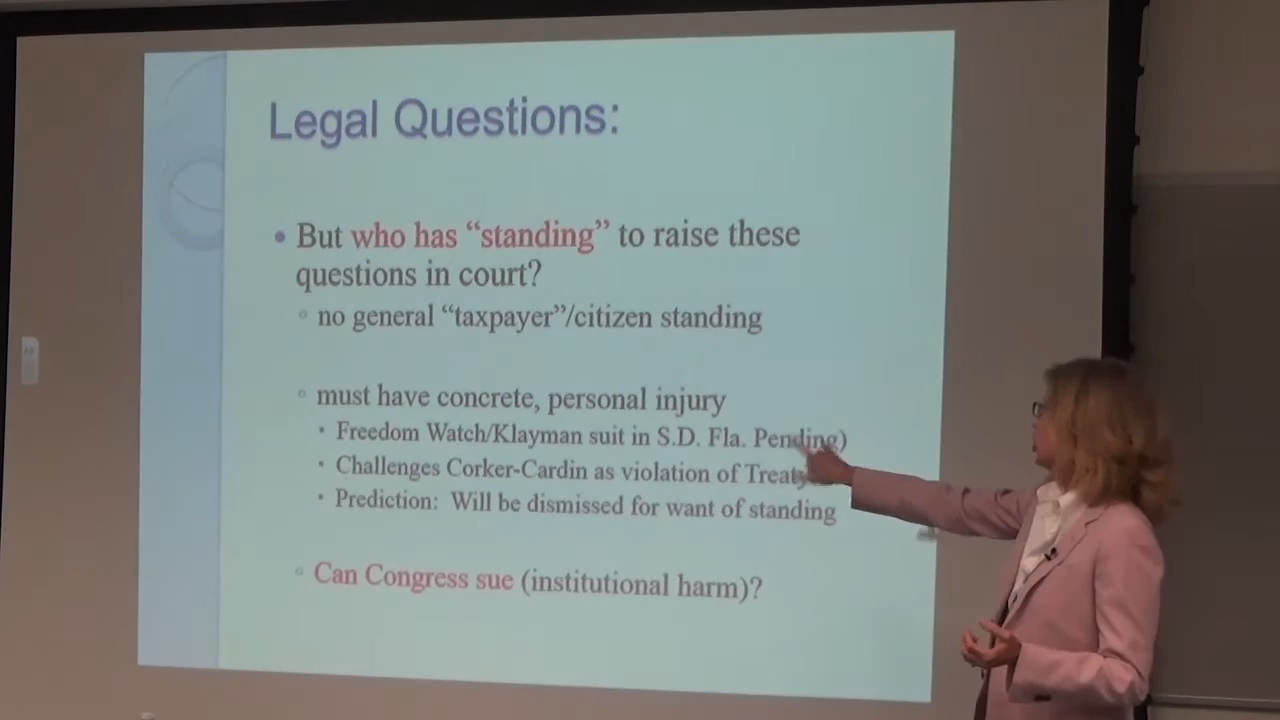 Legal Questions:
• But who has “standing” to raise these
questions in court?
◦ no general “taxpayer”/citizen standing
◦ must have concrete, personal injury
• Freedom Watch/Klayman suit in S.D. Fla. Pending)
• Challenges Corker-Cardin as violation of Treaty
• Prediction: Will be dismissed for want of standing
◦ Can Congress sue (institutional harm)?